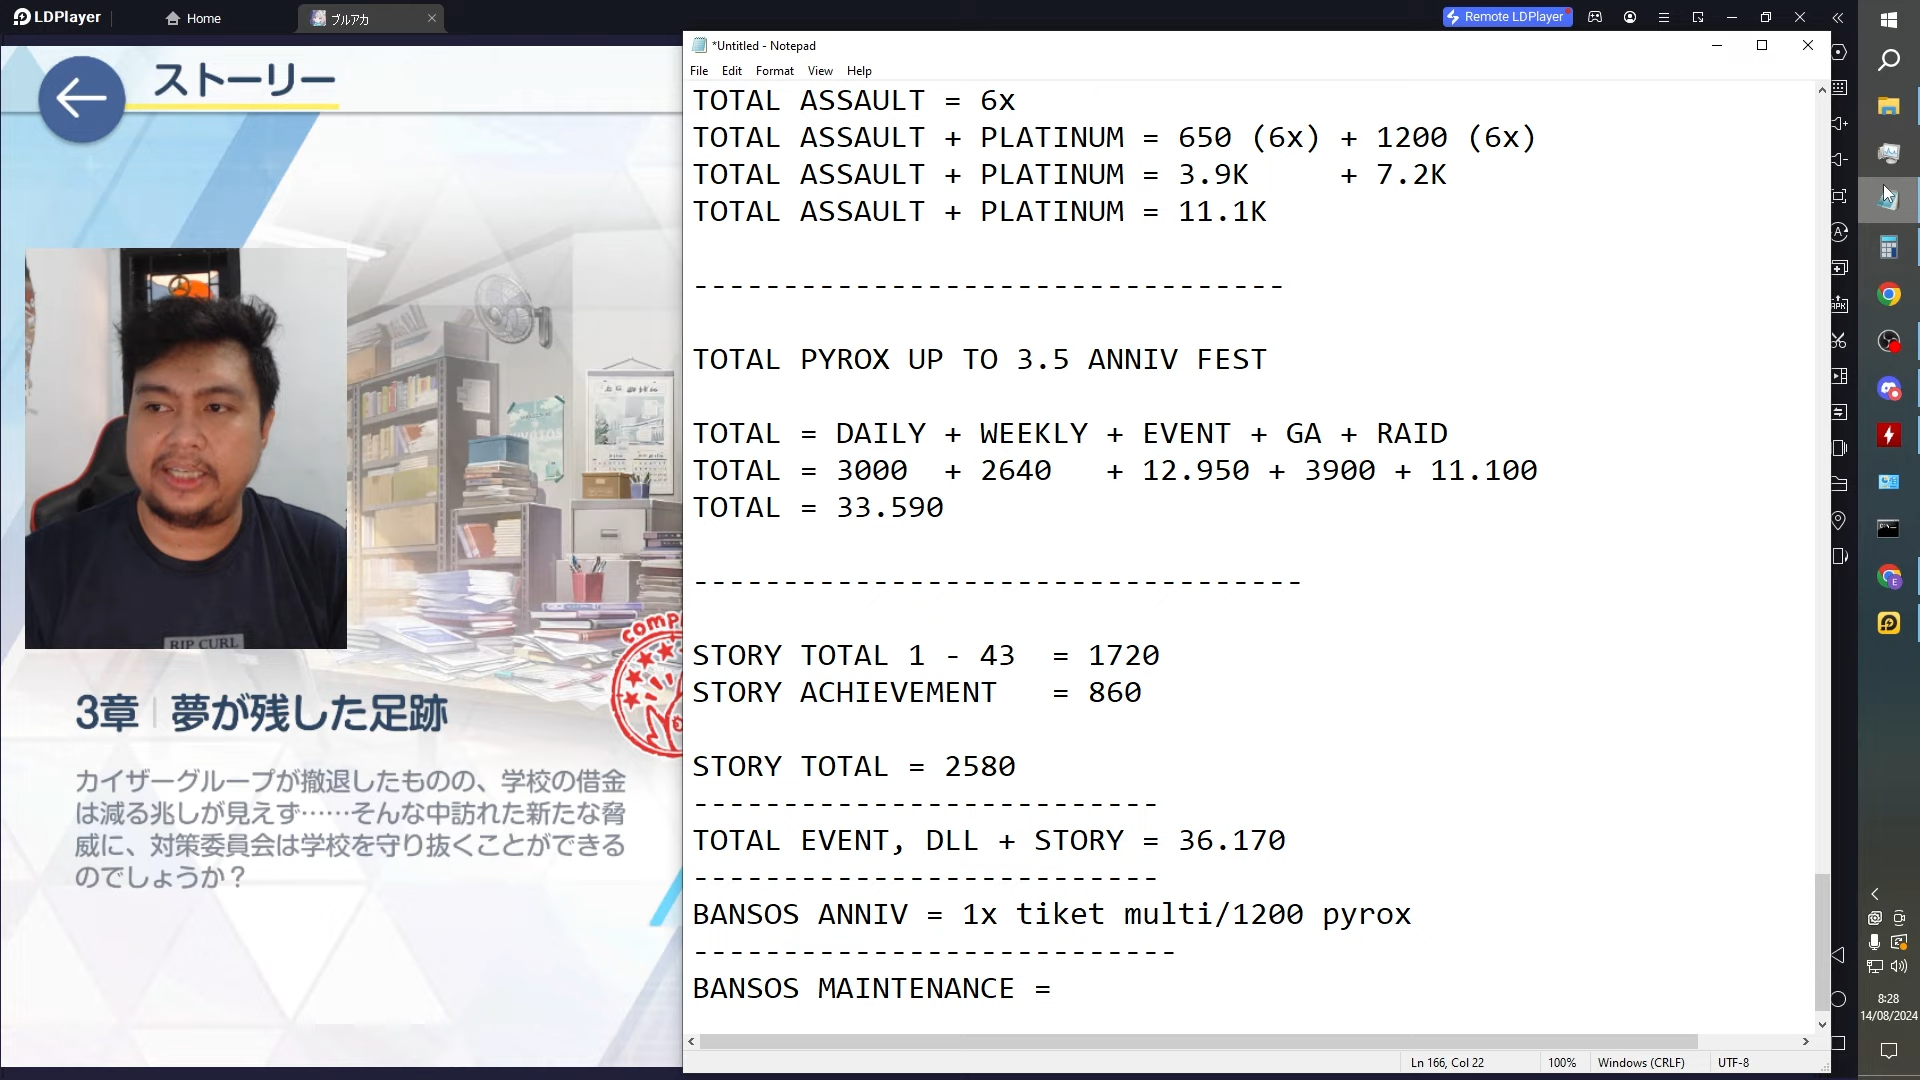 LDPlayer
Home
ブルアカ
Remote LDPlayer
ストーリー
*Untitled - Notepad
File Edit Format View Help
TOTAL ASSAULT = 6x
TOTAL ASSAULT + PLATINUM = 650 (6x) + 1200 (6x)
TOTAL ASSAULT + PLATINUM = 3.9K + 7.2K
TOTAL ASSAULT + PLATINUM = 11.1K
---------------------------------
TOTAL PYROX UP TO 3.5 ANNIV FEST
TOTAL = DAILY + WEEKLY + EVENT + GA + RAID
TOTAL = 3000 + 2640 + 12.950 + 3900 + 11.100
TOTAL = 33.590
----------------------------------
STORY TOTAL 1 - 43 = 1720
STORY ACHIEVEMENT = 860
STORY TOTAL = 2580
--------------------------
TOTAL EVENT, DLL + STORY = 36.170
--------------------------
BANSOS ANNIV = 1x tiket multi/1200 pyrox
---------------------------
BANSOS MAINTENANCE =
Ln 166, Col 22
100%
Windows (CRLF)
UTF-8
RIP CURL
3章 夢が残した足跡
カイザーグループが撤退したものの、学校の借金
は減る兆しが見えず……そんな中訪れた新たな脅
威に、対策委員会は学校を守り抜くことができる
のでしょうか？
8:28
14/08/2024